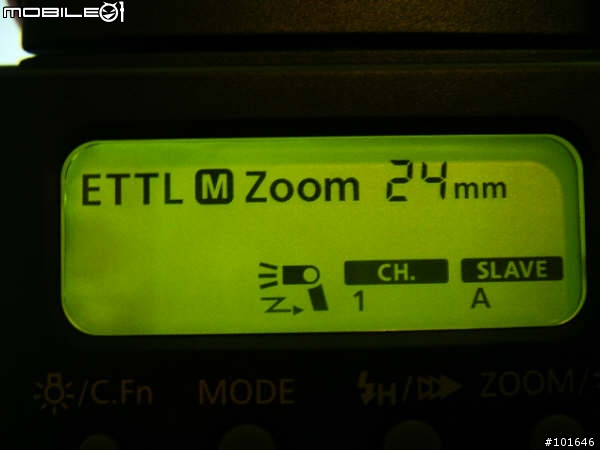 MOBILE01
ETTL M Zoom 24mm
CH. SLAVE
1 A
/C.Fn MODE H/ ZOOM/
#101646